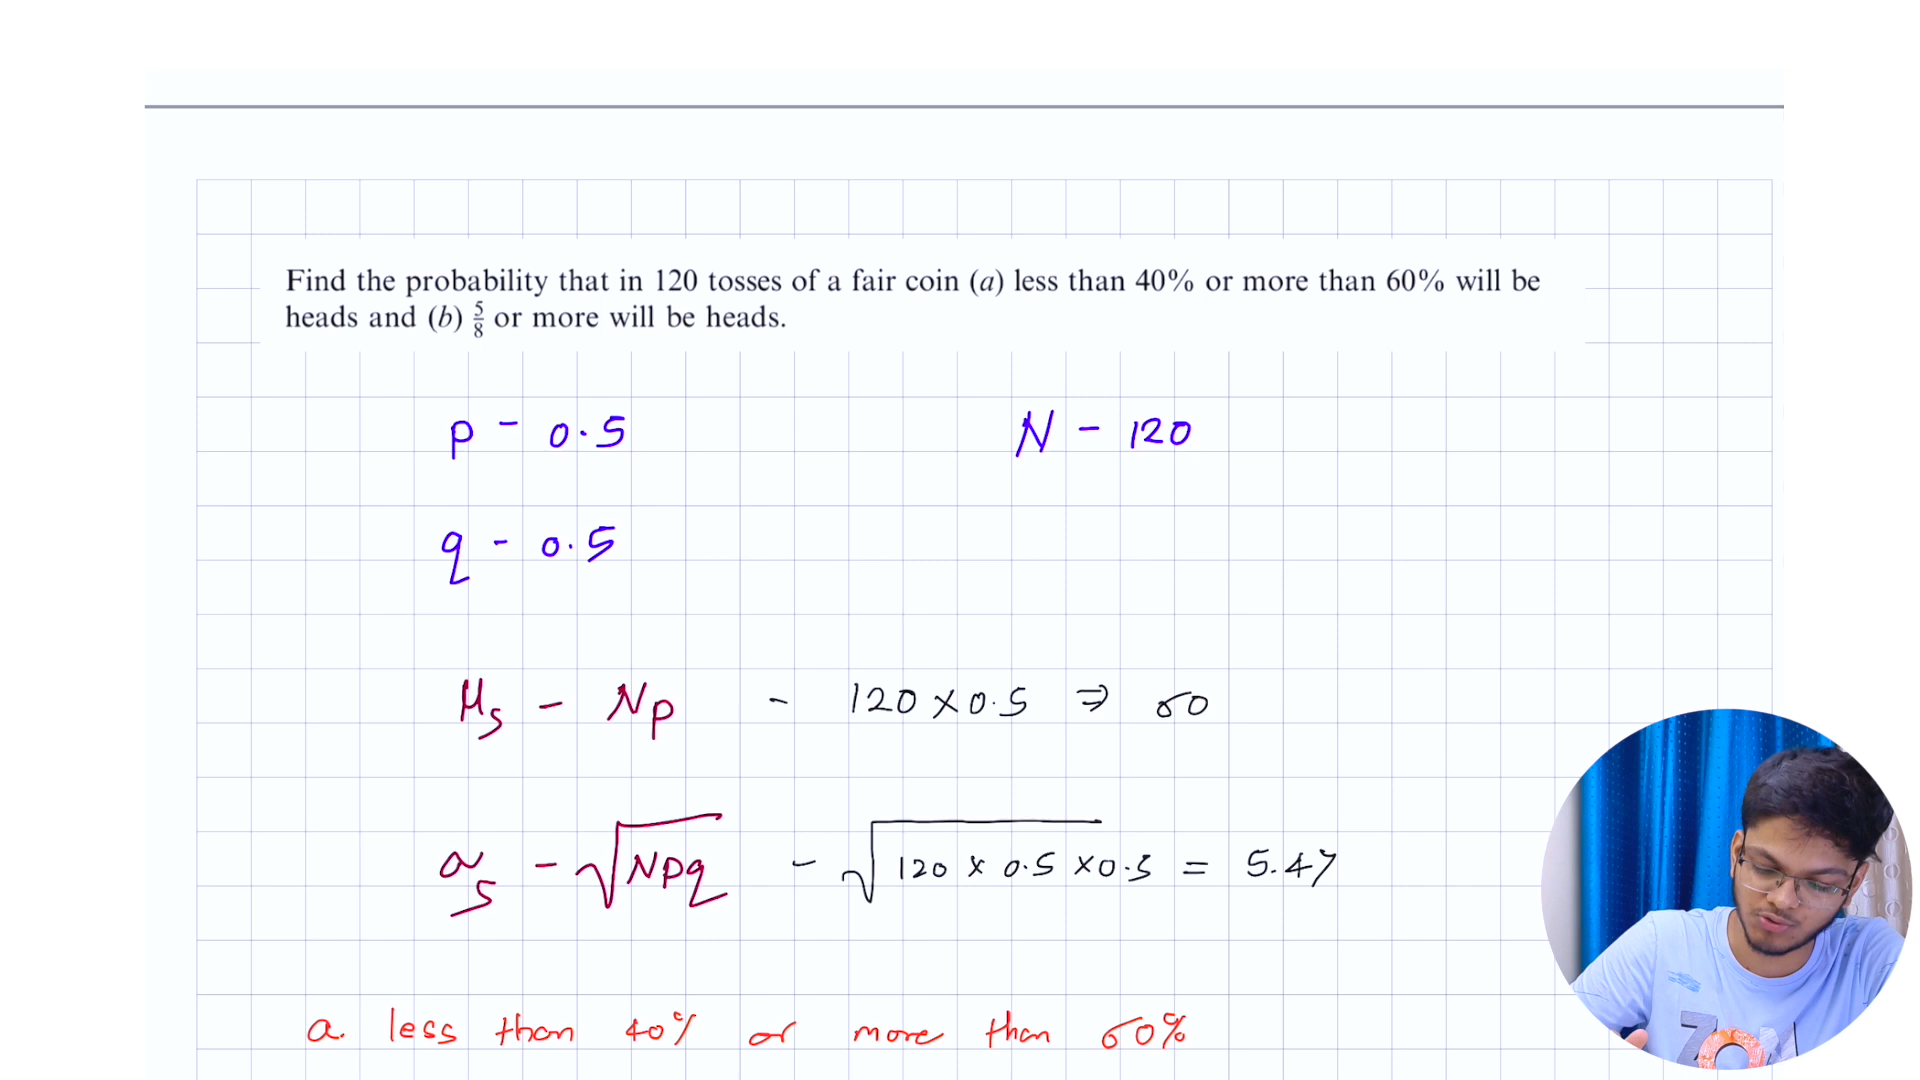 Find the probability that in 120 tosses of a fair coin (a) less than 40% or more than 60% will be
heads and (b) 5/8 or more will be heads.
p - 0.5 N - 120
q - 0.5
μs - Np - 120 × 0.5 ⇒ 60
σs - √Npq - √120 × 0.5 × 0.5 = 5.47
a. less than 40% or more than 60%